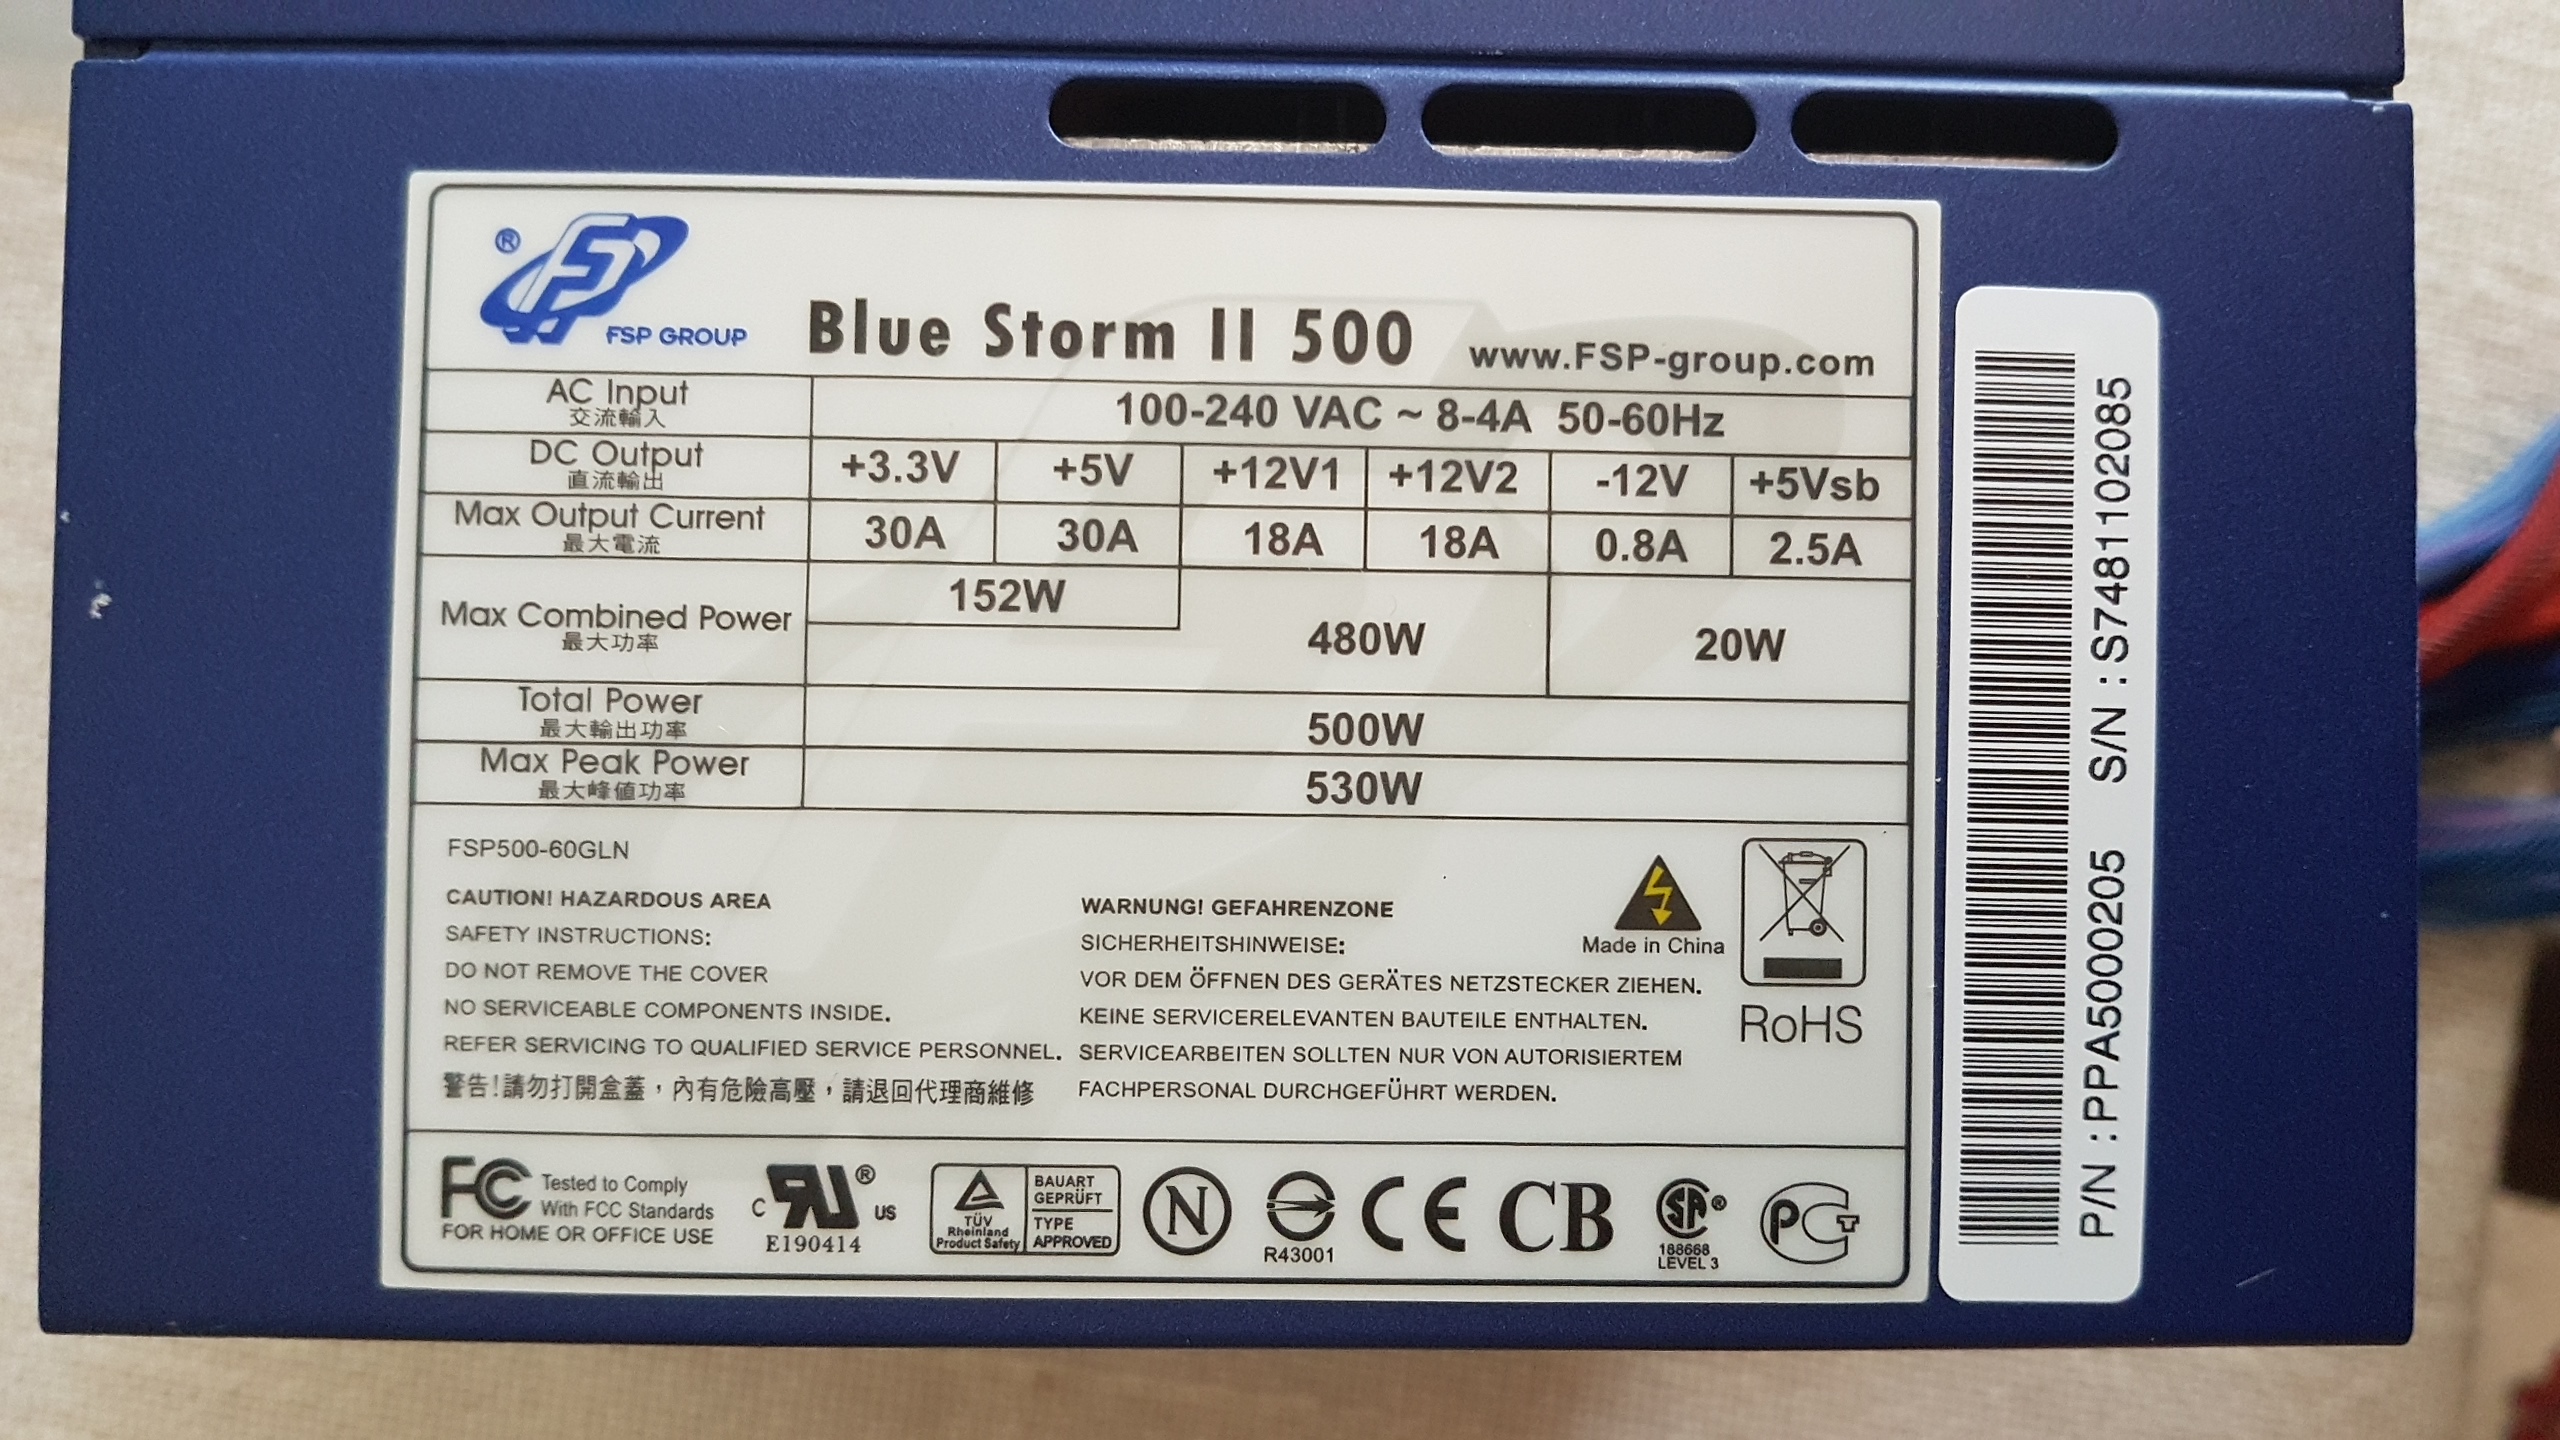 ® FSP GROUP
Blue Storm II 500 www.FSP-group.com
AC Input 100-240 VAC ~ 8-4A 50-60Hz
交流輸入
DC Output +3.3V +5V +12V1 +12V2 -12V +5Vsb
直流輸出
Max Output Current 30A 30A 18A 18A 0.8A 2.5A
最大電流
Max Combined Power 152W 480W 20W
最大功率
Total Power 500W
最大輸出功率
Max Peak Power 530W
最大峰值功率
FSP500-60GLN
CAUTION! HAZARDOUS AREA
SAFETY INSTRUCTIONS:
DO NOT REMOVE THE COVER
NO SERVICEABLE COMPONENTS INSIDE.
REFER SERVICING TO QUALIFIED SERVICE PERSONNEL.
警告!請勿打開盒蓋，內有危險高壓，請退回代理商維修
WARNUNG! GEFAHRENZONE
SICHERHEITSHINWEISE:
VOR DEM ÖFFNEN DES GERÄTES NETZSTECKER ZIEHEN.
KEINE SERVICERELEVANTEN BAUTEILE ENTHALTEN.
SERVICEARBEITEN SOLLTEN NUR VON AUTORISIERTEM
FACHPERSONAL DURCHGEFÜHRT WERDEN.
Made in China
RoHS
FC Tested to Comply
With FCC Standards
FOR HOME OR OFFICE USE
C RU ® US
E190414
TÜV
Rheinland
Product Safety
BAUART
GEPRÜFT
TYPE
APPROVED
N
R43001
CE
CB
SA ®
188668
LEVEL 3
PCT
P/N : PPA5000205 S/N : S7481102085